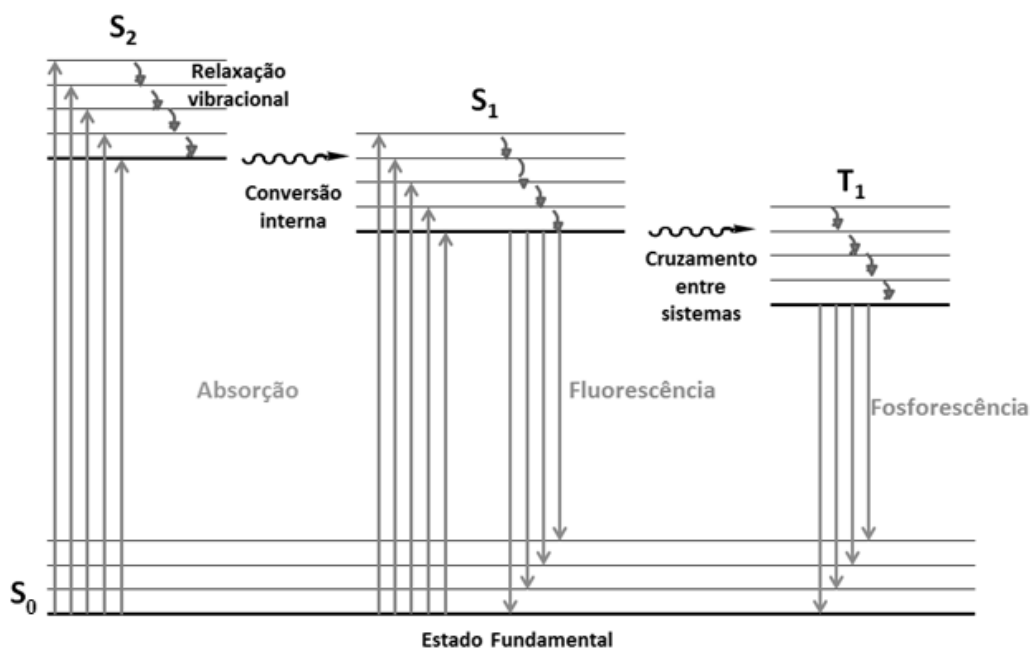 S2
Relaxação
vibracional
S1
Conversão
interna
T1
Cruzamento
entre
sistemas
Absorção
Fluorescência
Fosforescência
S0
Estado Fundamental